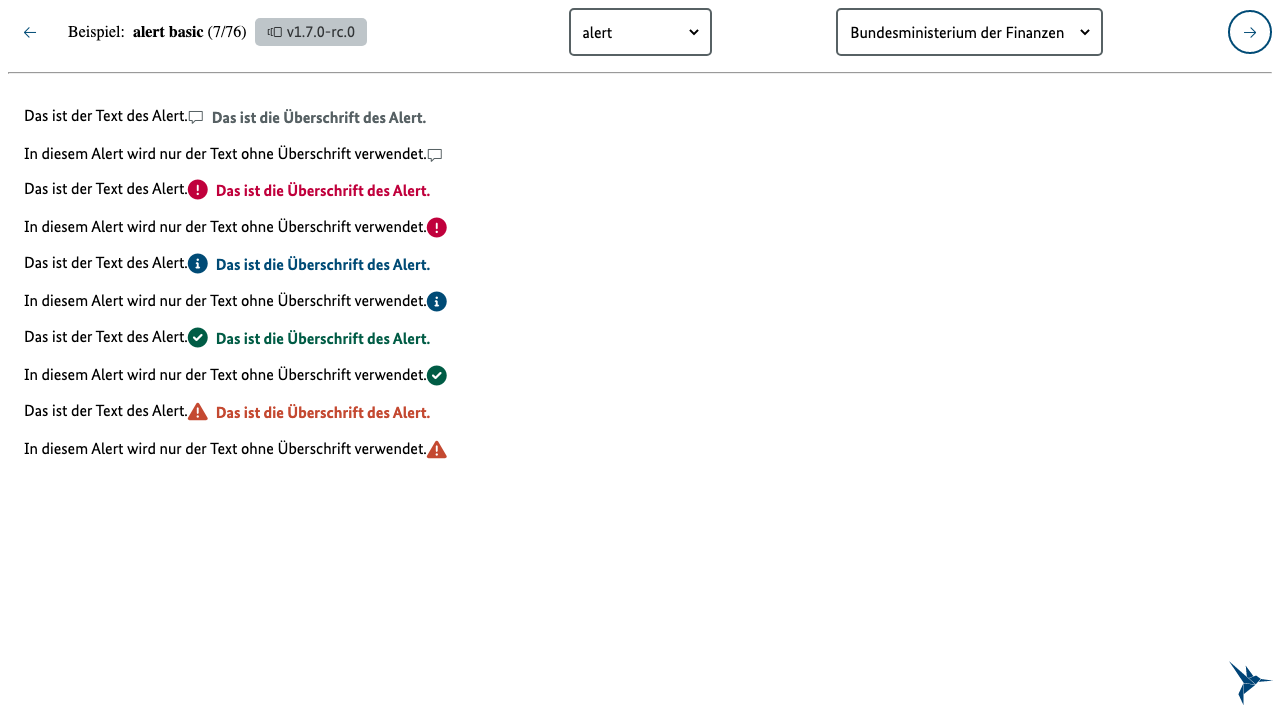 Beispiel: alert basic (7/76) v1.7.0-rc.0 alert Bundesministerium der Finanzen
Das ist der Text des Alert. Das ist die Überschrift des Alert.
In diesem Alert wird nur der Text ohne Überschrift verwendet.
Das ist der Text des Alert. Das ist die Überschrift des Alert.
In diesem Alert wird nur der Text ohne Überschrift verwendet.
Das ist der Text des Alert. Das ist die Überschrift des Alert.
In diesem Alert wird nur der Text ohne Überschrift verwendet.
Das ist der Text des Alert. Das ist die Überschrift des Alert.
In diesem Alert wird nur der Text ohne Überschrift verwendet.
Das ist der Text des Alert. Das ist die Überschrift des Alert.
In diesem Alert wird nur der Text ohne Überschrift verwendet.